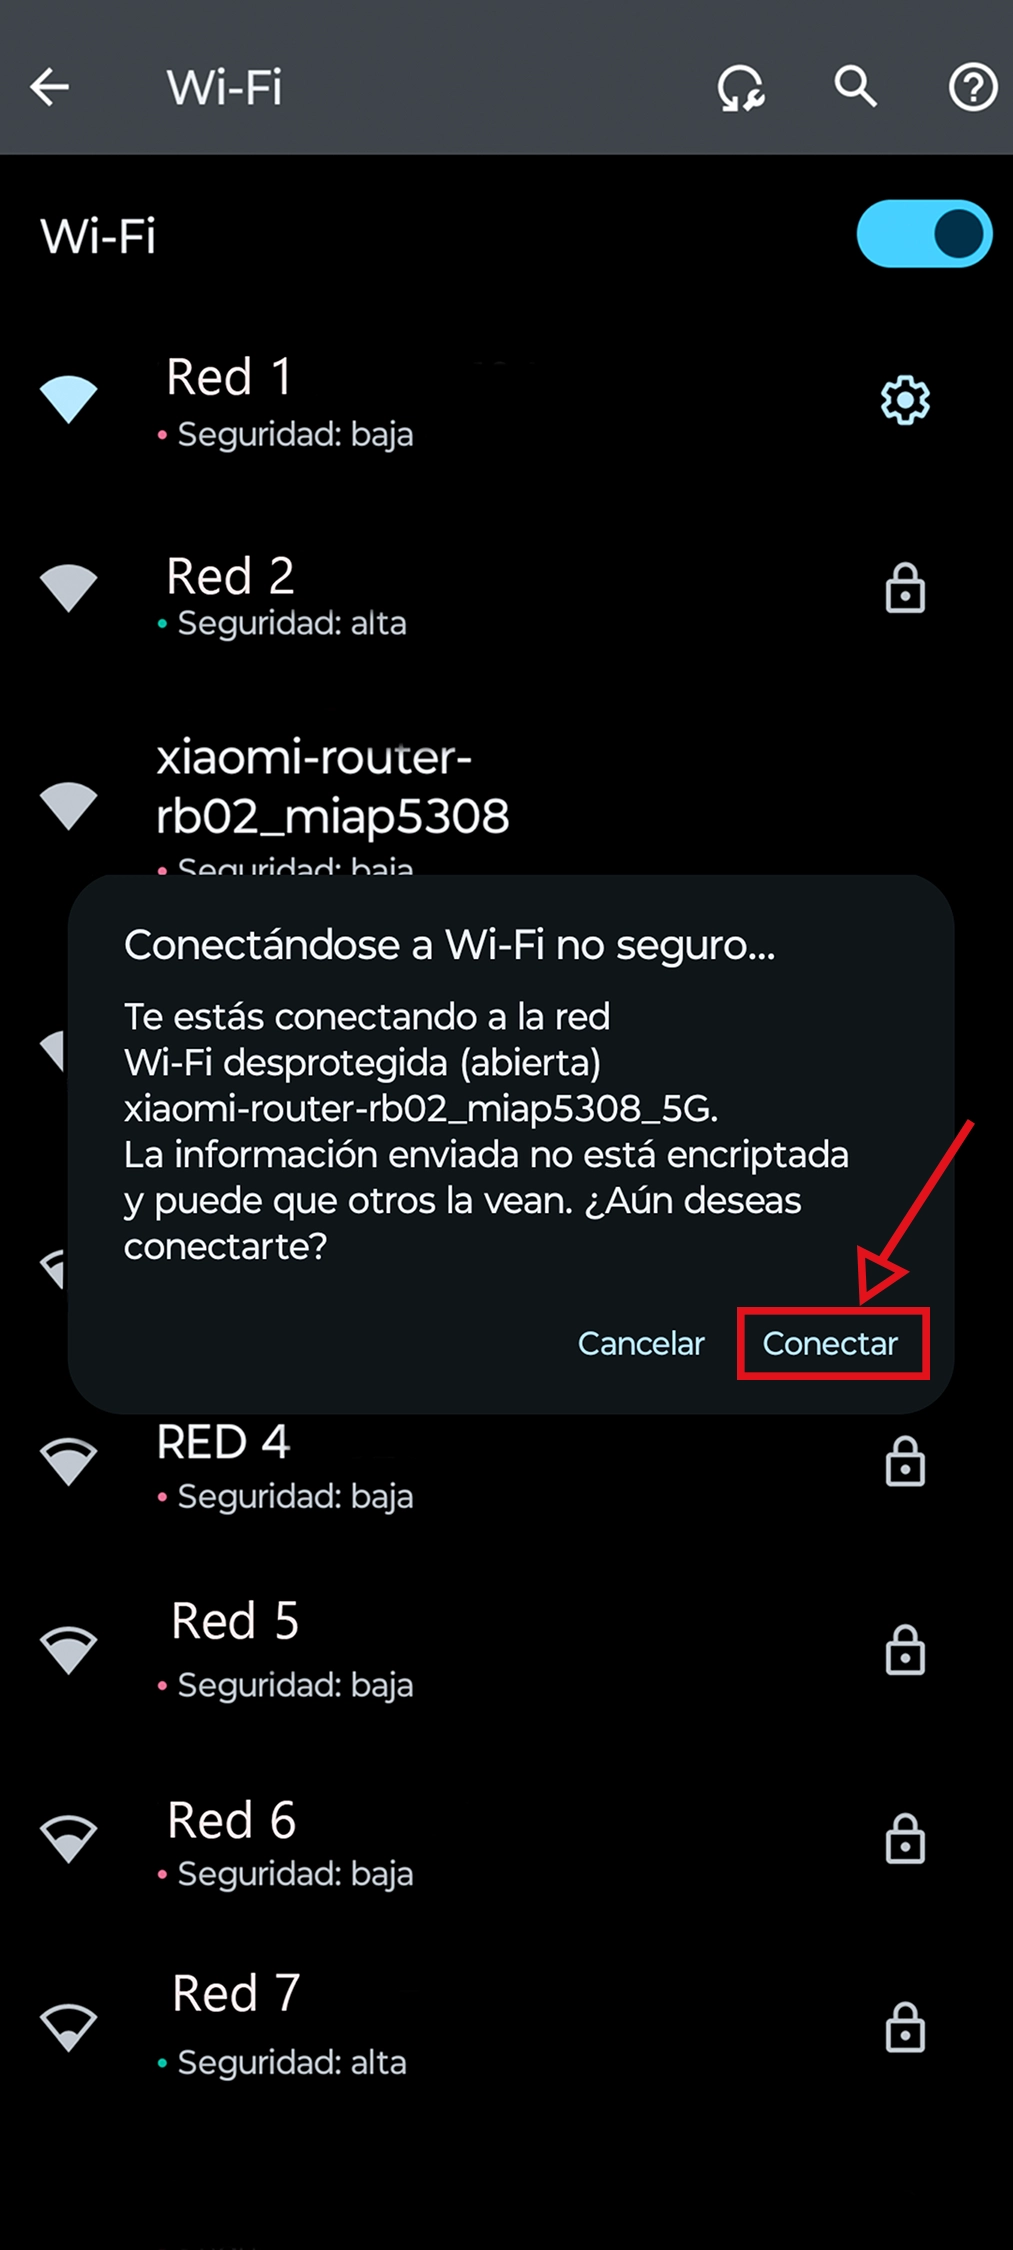 Wi-Fi
Wi-Fi
Red 1
Seguridad: baja
Red 2
Seguridad: alta
xiaomi-router-
rb02_miap5308
Seguridad: baja
Conectándose a Wi-Fi no seguro...
Te estás conectando a la red
Wi-Fi desprotegida (abierta)
xiaomi-router-rb02_miap5308_5G.
La información enviada no está encriptada
y puede que otros la vean. ¿Aún deseas
conectarte?
Cancelar
Conectar
RED 4
Seguridad: baja
Red 5
Seguridad: baja
Red 6
Seguridad: baja
Red 7
Seguridad: alta